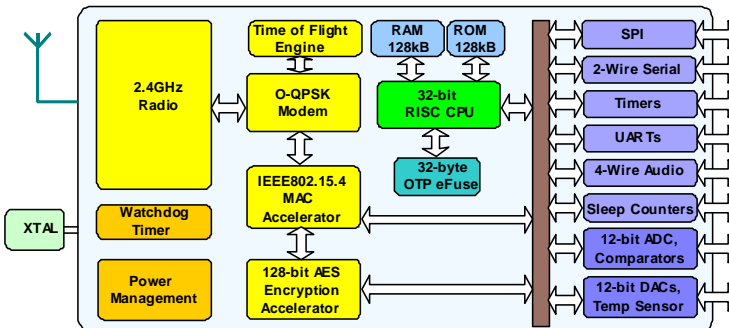 Time of Flight
Engine
RAM
128kB
ROM
128kB
SPI
2.4GHz
Radio
O-QPSK
Modem
32-bit
RISC CPU
2-Wire Serial
Timers
UARTs
32-byte
OTP eFuse
4-Wire Audio
IEEE802.15.4
MAC
Accelerator
Sleep Counters
XTAL
Watchdog
Timer
12-bit ADC,
Comparators
Power
Management
128-bit AES
Encryption
Accelerator
12-bit DACs,
Temp Sensor